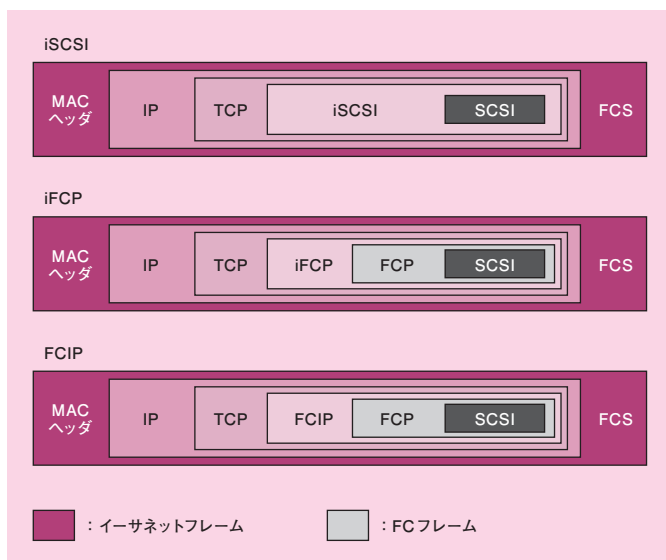 iSCSI
MAC
ヘッダ
IP
TCP
iSCSI
SCSI
FCS
iFCP
MAC
ヘッダ
IP
TCP
iFCP
FCP
SCSI
FCS
FCIP
MAC
ヘッダ
IP
TCP
FCIP
FCP
SCSI
FCS
：イーサネットフレーム
：FCフレーム